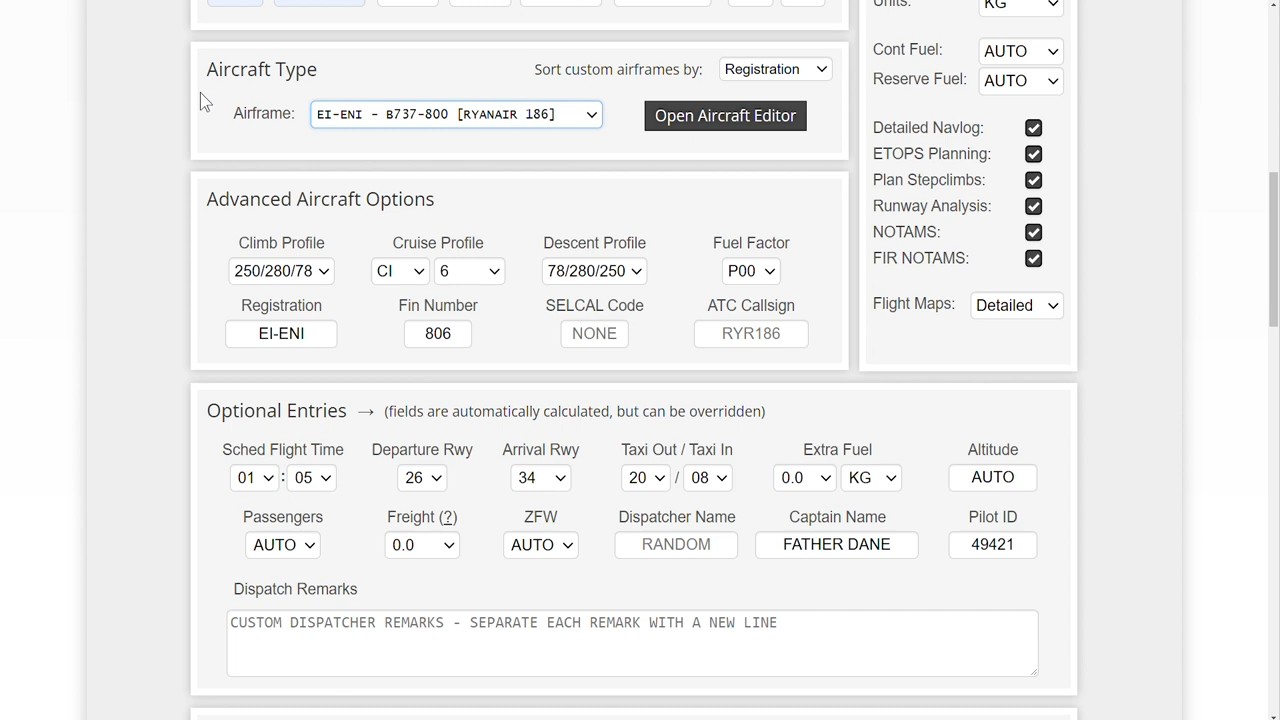 Units: KG
Aircraft Type Sort custom airframes by: Registration
Airframe: EI-ENI - B737-800 [RYANAIR 186] Open Aircraft Editor
Cont Fuel: AUTO
Reserve Fuel: AUTO
Detailed Navlog:
ETOPS Planning:
Plan Stepclimbs:
Runway Analysis:
NOTAMS:
FIR NOTAMS:
Flight Maps: Detailed
Advanced Aircraft Options
Climb Profile Cruise Profile Descent Profile Fuel Factor
250/280/78 CI 6 78/280/250 P00
Registration Fin Number SELCAL Code ATC Callsign
EI-ENI 806 NONE RYR186
Optional Entries → (fields are automatically calculated, but can be overridden)
Sched Flight Time Departure Rwy Arrival Rwy Taxi Out / Taxi In Extra Fuel Altitude
01 : 05 26 34 20 / 08 0.0 KG AUTO
Passengers Freight (?) ZFW Dispatcher Name Captain Name Pilot ID
AUTO 0.0 AUTO RANDOM FATHER DANE 49421
Dispatch Remarks
CUSTOM DISPATCHER REMARKS - SEPARATE EACH REMARK WITH A NEW LINE